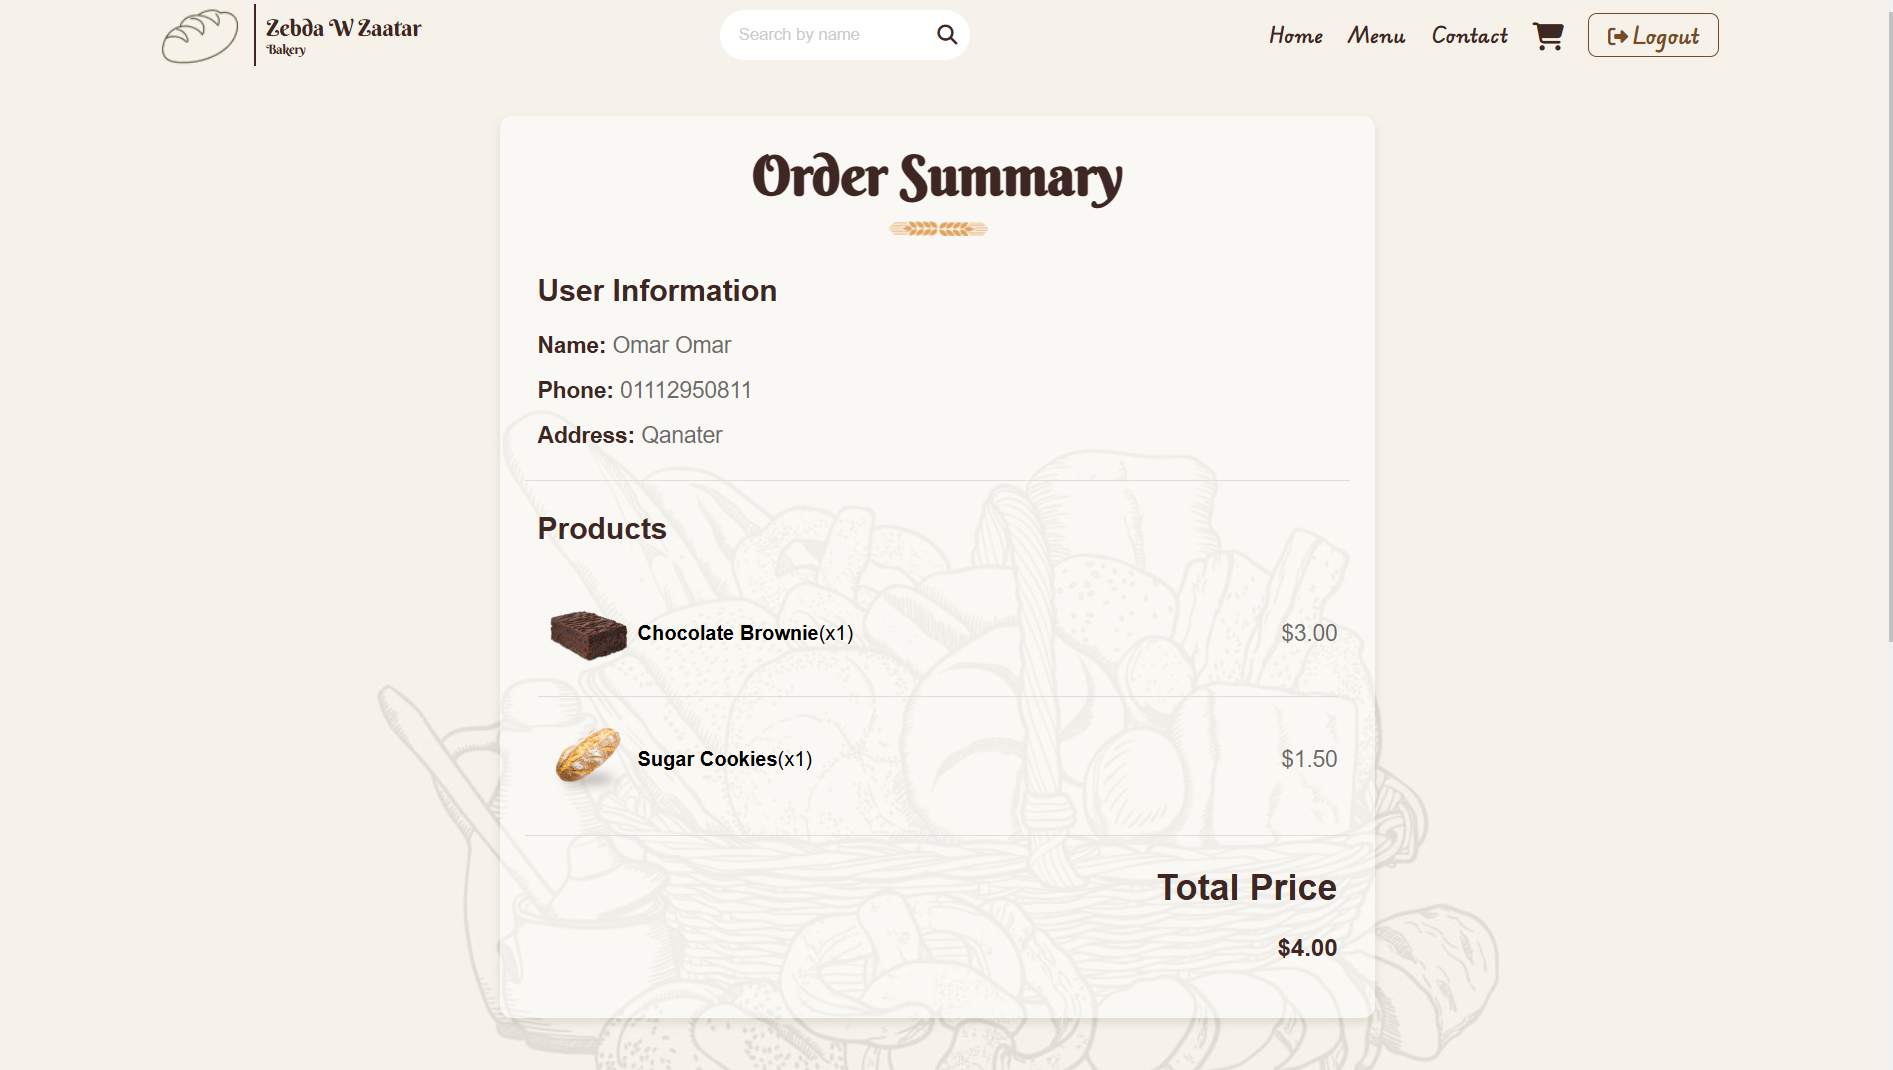 Zebda W Zaatar
Bakery
Search by name
Home
Menu
Contact
Logout
Order Summary
User Information
Name: Omar Omar
Phone: 01112950811
Address: Qanater
Products
Chocolate Brownie(x1) $3.00
Sugar Cookies(x1) $1.50
Total Price
$4.00